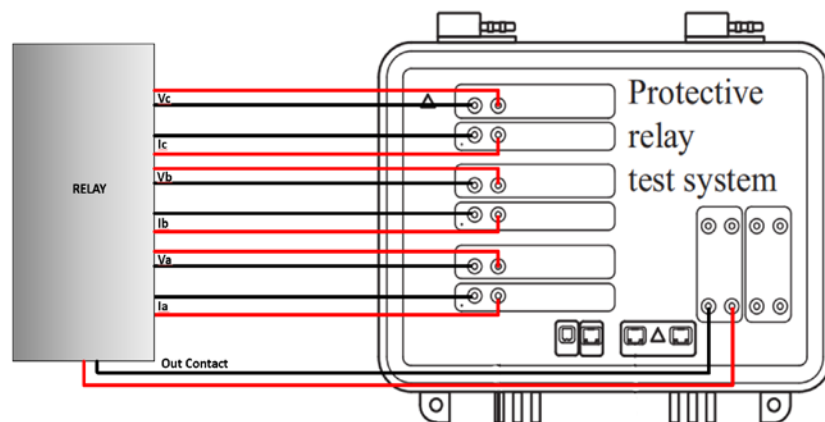 Protective
relay
test system
Vc
Ic
Vb
RELAY
Ib
Va
Ia
Out Contact